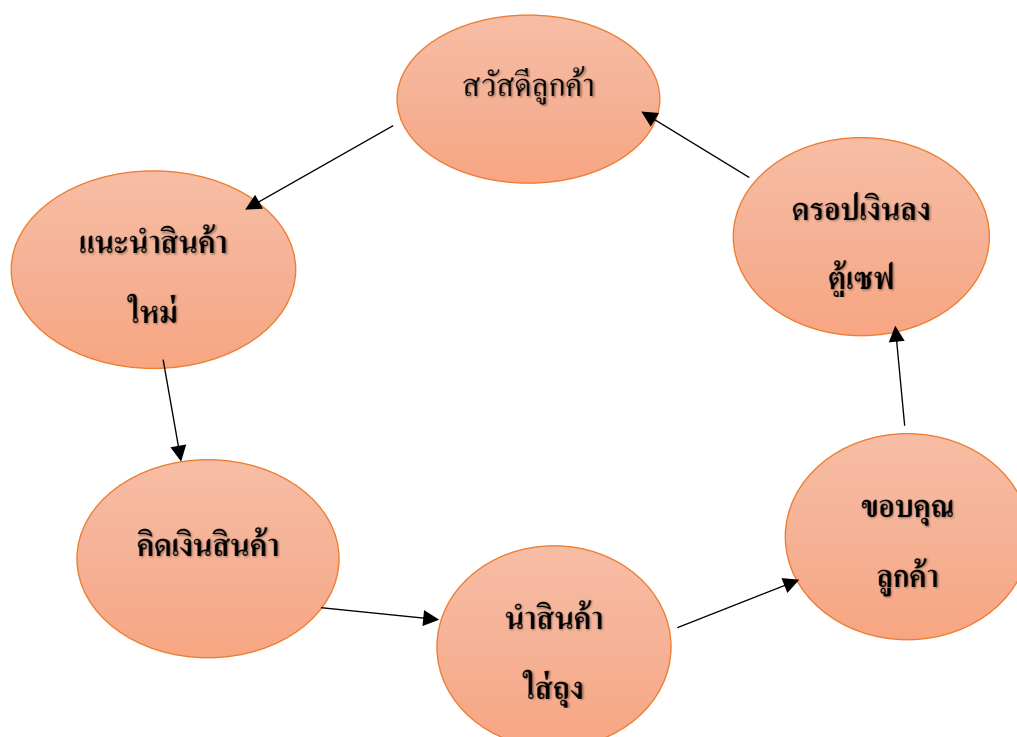 สวัสดีลูกค้า
แนะนำสินค้า
ใหม่
คิดเงินสินค้า
นำสินค้า
ใส่ถุง
ขอบคุณ
ลูกค้า
ดรอปเงินลง
ตู้เซฟ